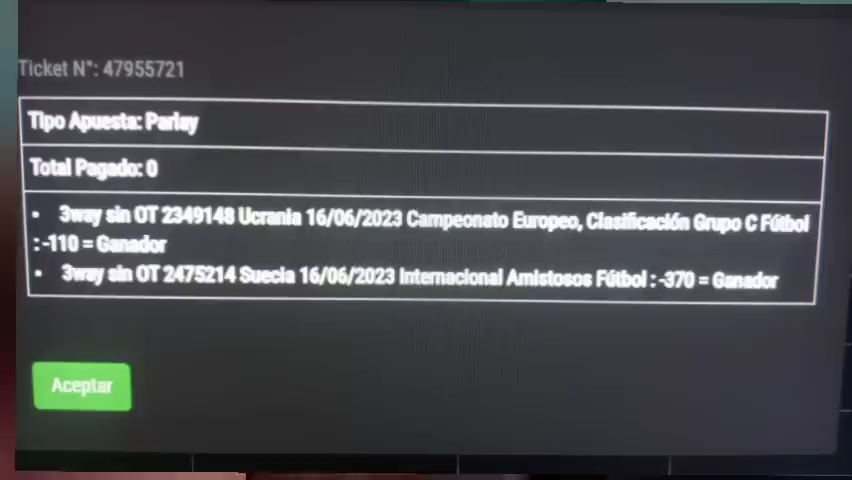 Ticket N°: 47955721
Tipo Apuesta: Parlay
Total Pagado: 0
• 3way sin OT 2349148 Ucrania 16/06/2023 Campeonato Europeo, Clasificación Grupo C Fútbol
: -110 = Ganador
• 3way sin OT 2475214 Suecia 16/06/2023 Internacional Amistosos Fútbol : -370 = Ganador
Aceptar